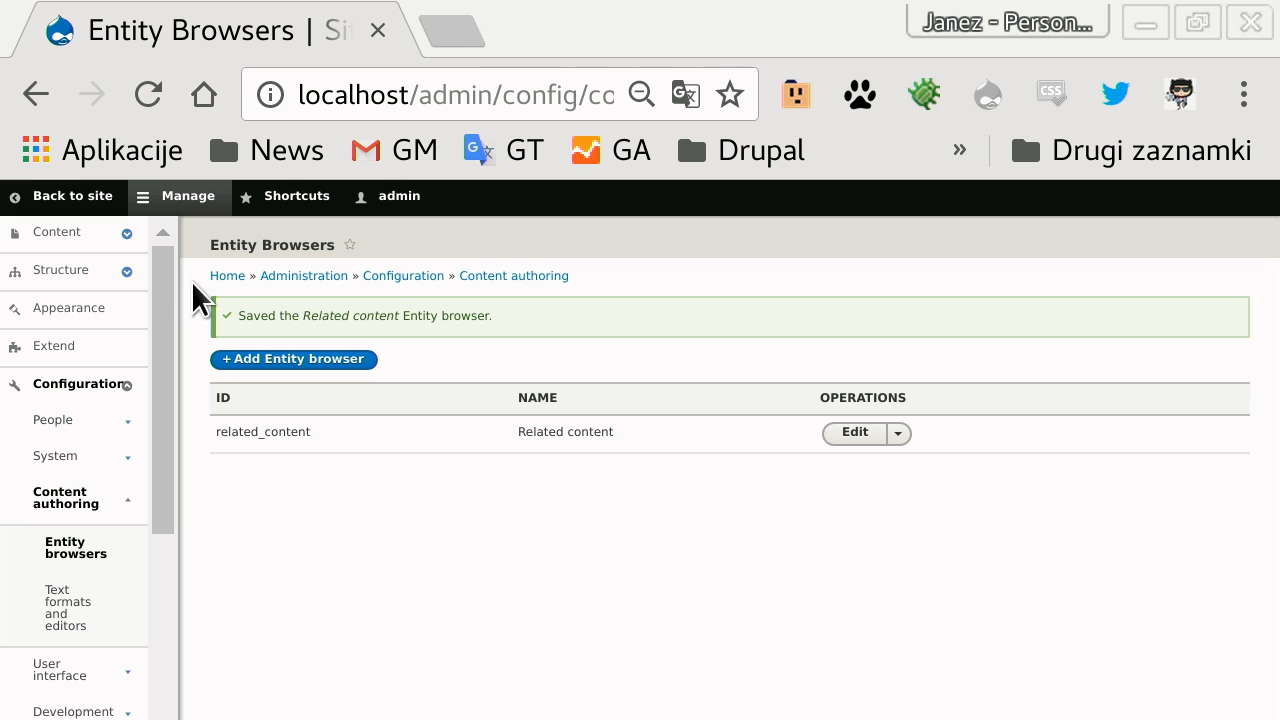 Entity Browsers | Si
Janez - Person...
localhost/admin/config/co
CSS
Aplikacije News GM GT GA Drupal » Drugi zaznamki
Back to site Manage Shortcuts admin
Content
Structure
Appearance
Extend
Configuration
People
System
Content
authoring
Entity
browsers
Text
formats
and
editors
User
interface
Development
Entity Browsers
Home » Administration » Configuration » Content authoring
Saved the Related content Entity browser.
+ Add Entity browser
ID NAME OPERATIONS
related_content Related content Edit